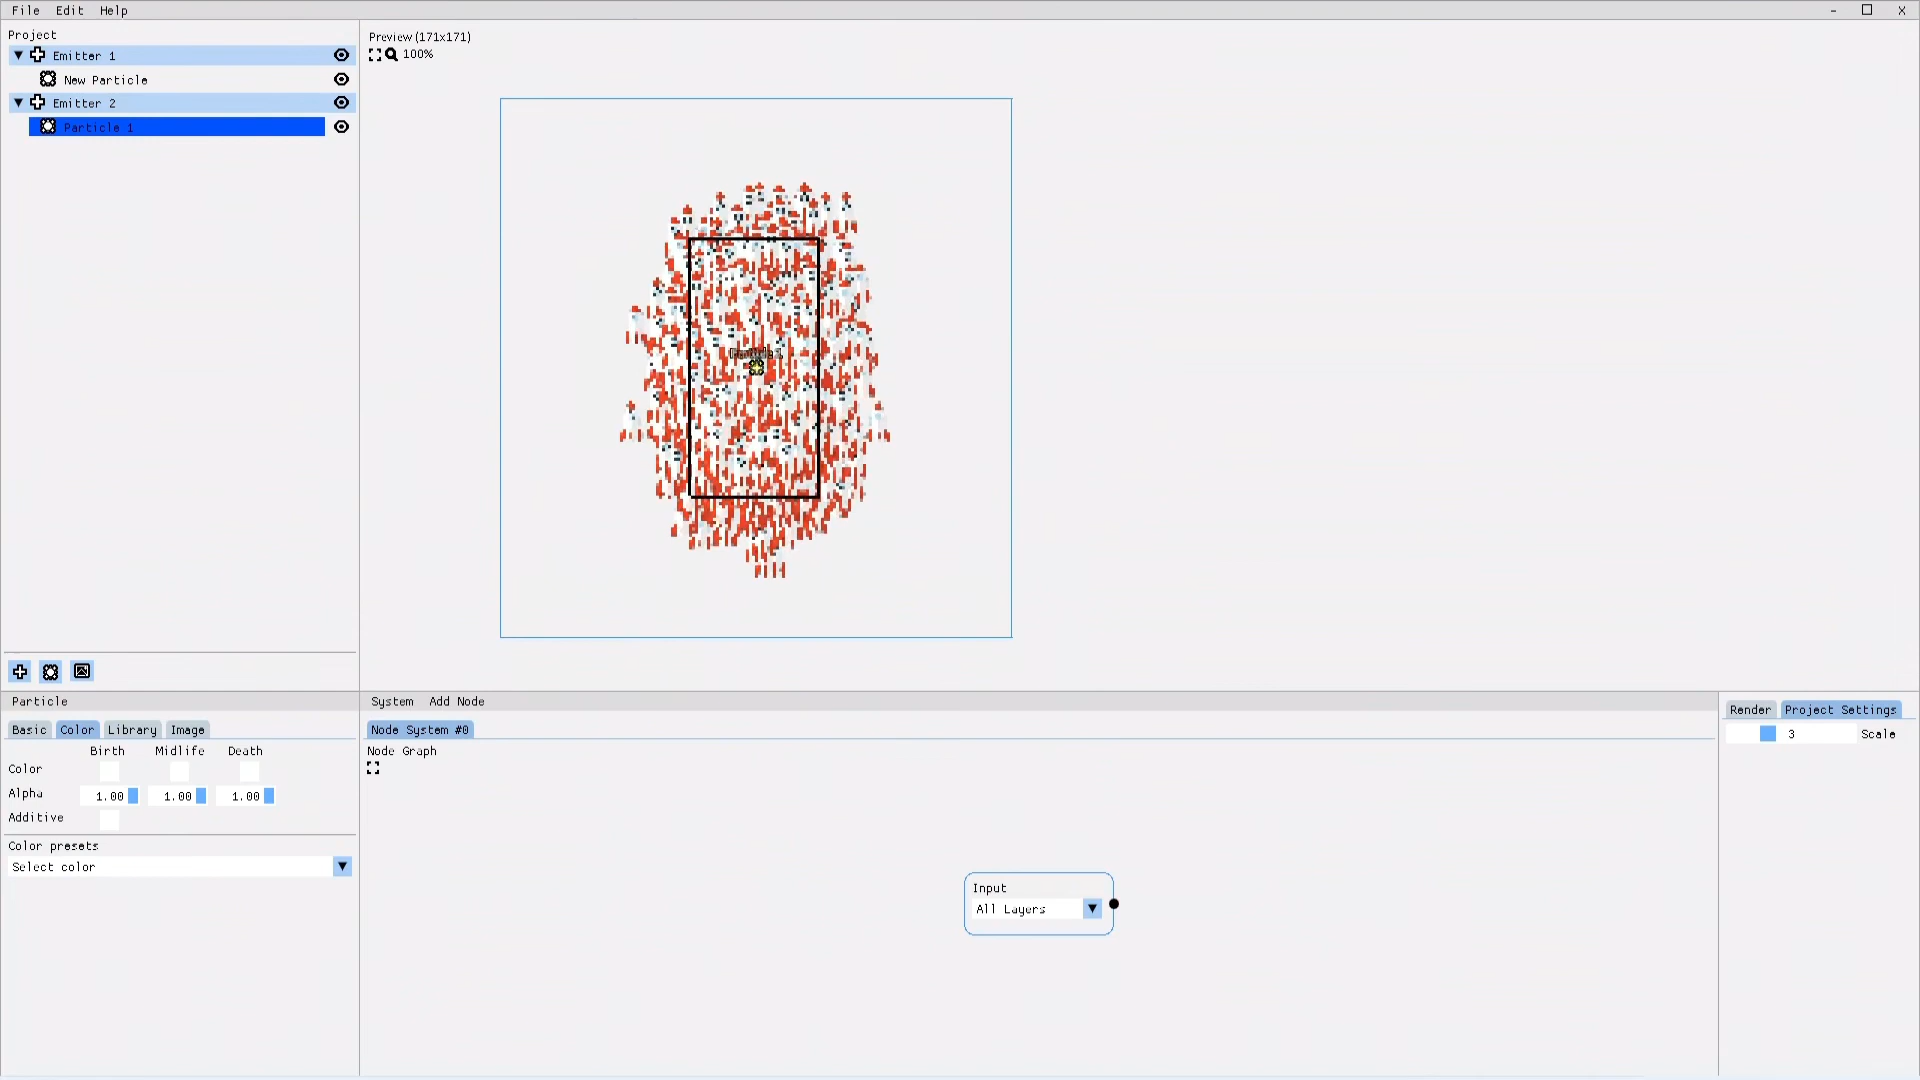 File Edit Help
- X
Project
Emitter 1
New Particle
Emitter 2
Particle 1
Preview (171x171)
100%
Particle 1
Particle
Basic Color Library Image
Birth Midlife Death
Color
Alpha 1.00 1.00 1.00
Additive
Color presets
Select color
System Add Node
Node System #0
Node Graph
Input
All Layers
Render Project Settings
3 Scale